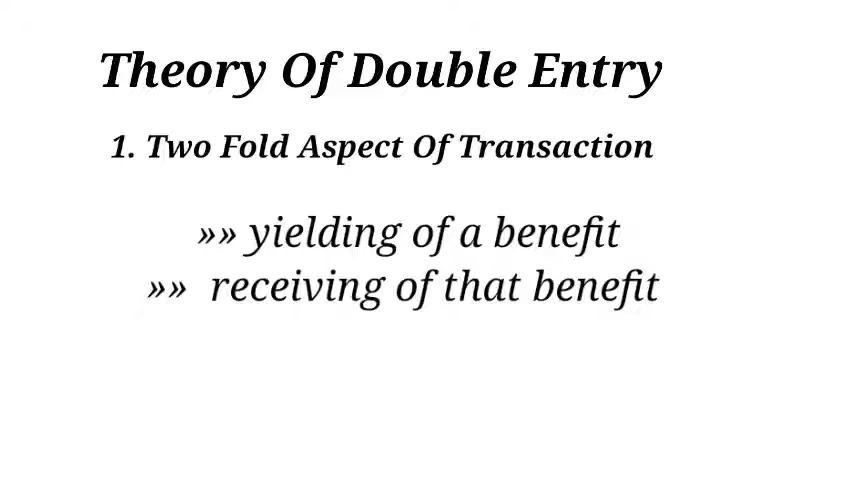 Theory Of Double Entry
1. Two Fold Aspect Of Transaction
»» yielding of a benefit
»» receiving of that benefit